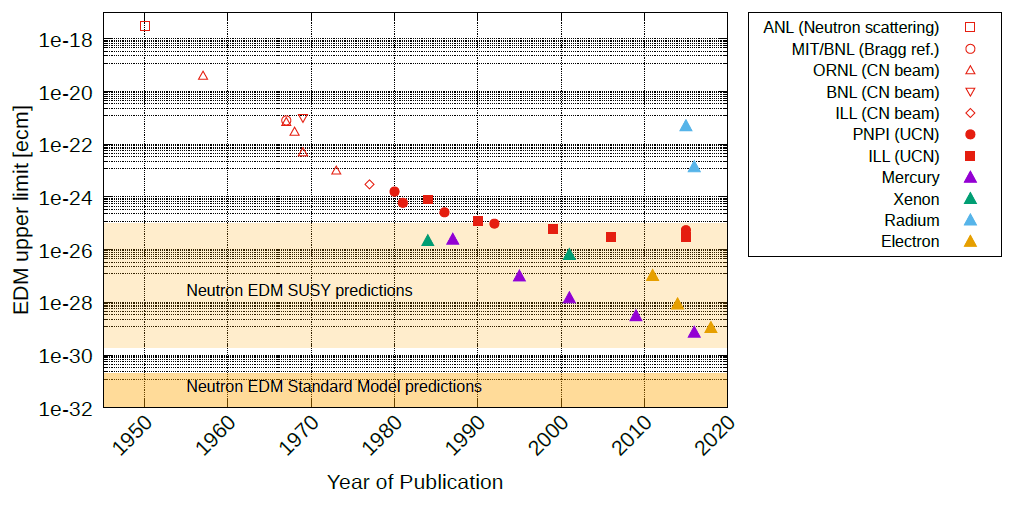 1e-18
1e-20
1e-22
1e-24
1e-26
1e-28
1e-30
1e-32
EDM upper limit [ecm]
Neutron EDM SUSY predictions
Neutron EDM Standard Model predictions
1950
1960
1970
1980
1990
2000
2010
2020
Year of Publication
ANL (Neutron scattering)
MIT/BNL (Bragg ref.)
ORNL (CN beam)
BNL (CN beam)
ILL (CN beam)
PNPI (UCN)
ILL (UCN)
Mercury
Xenon
Radium
Electron